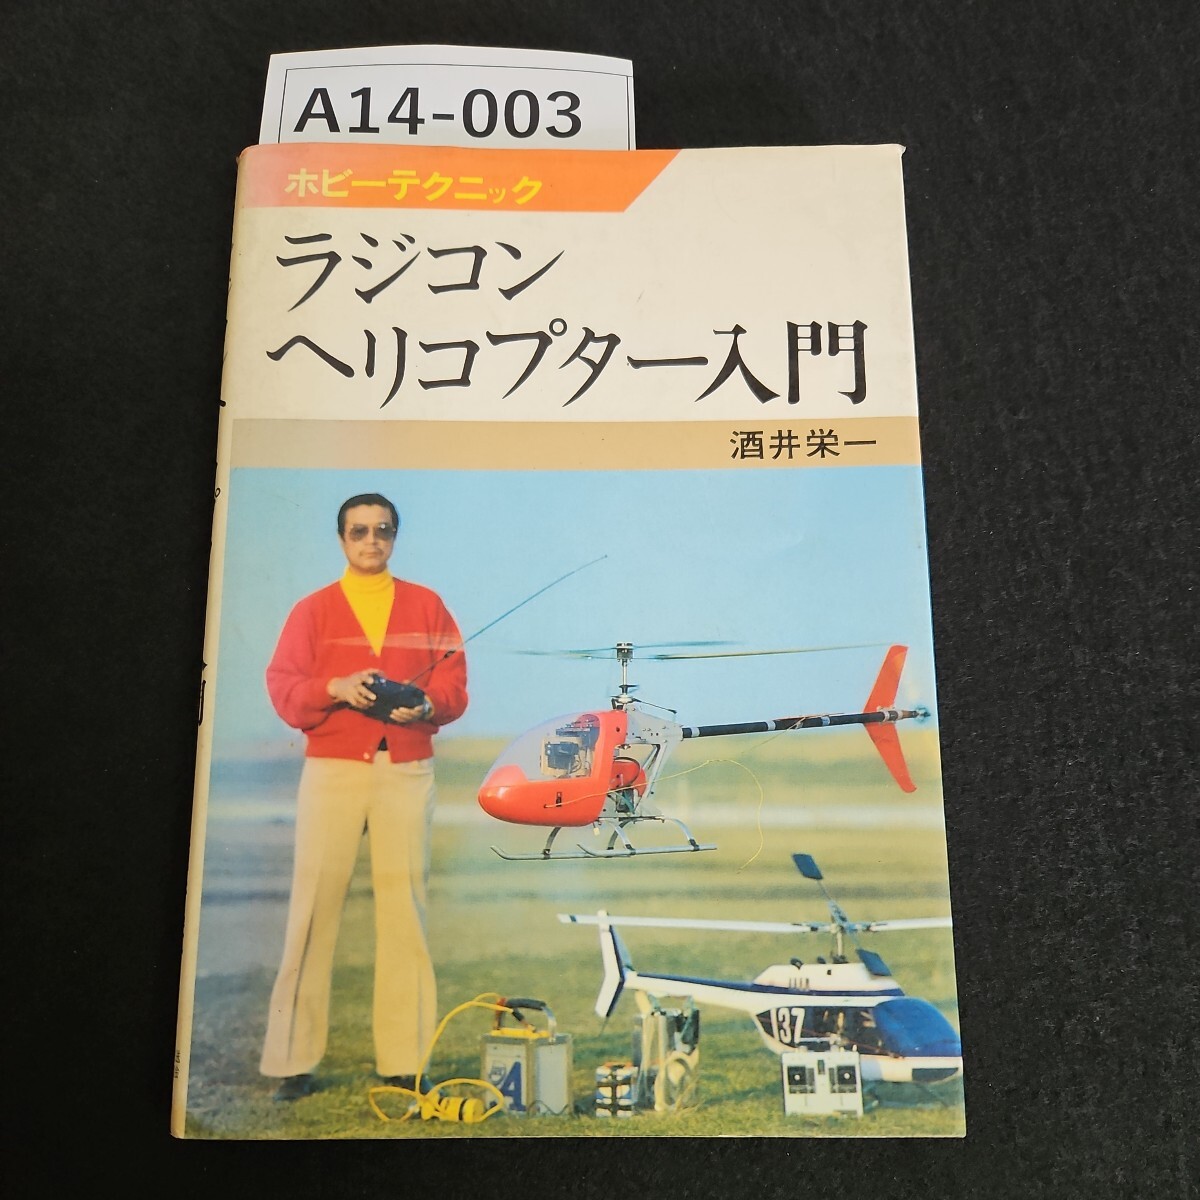 A14-003
ホビーテクニック
ラジコン
ヘリコプター入門
酒井栄一
137
A